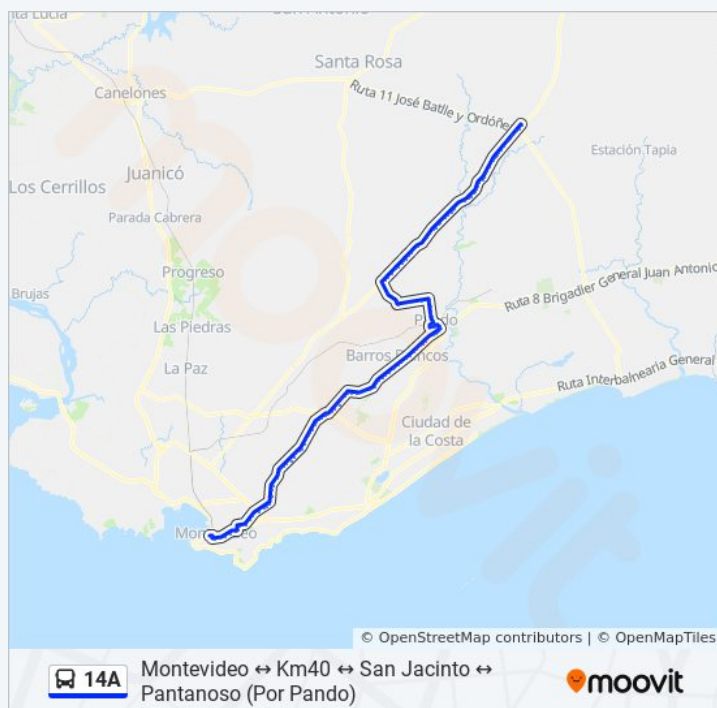 Santa Rosa
Canelones
Ruta 11 José Batlle y Ordóñe
Estación Tapia
Juanicó
Los Cerrillos
Parada Cabrera
Progreso
Brujas
Ruta 8 Brigadier General Juan Antonio
Las Piedras
Barros Blancos
La Paz
Ruta Interbalnearia General
Ciudad de
la Costa
© OpenStreetMap contributors | © OpenMapTiles
14A
Montevideo ↔ Km40 ↔ San Jacinto ↔
Pantanoso (Por Pando)
moovit